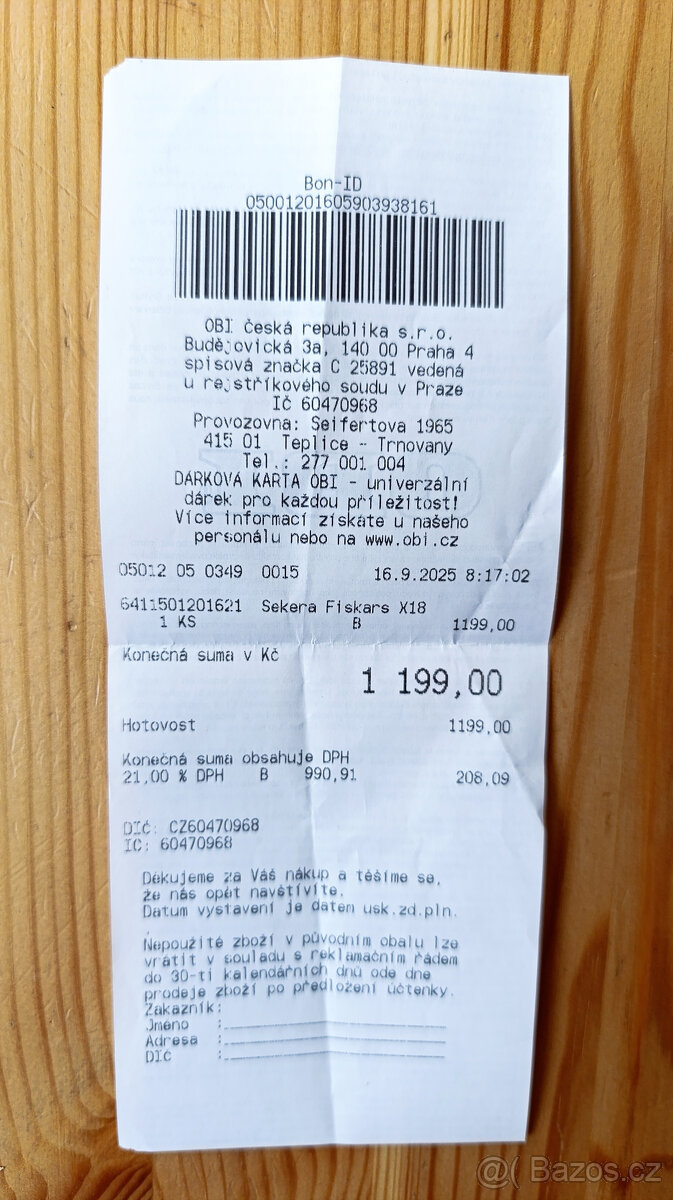 Bon-ID
05001201605903938161
OBI Česká republika s.r.o.
Budějovická 3a, 140 00 Praha 4
spisová značka C 25891 vedená
u rejstříkového soudu v Praze
IČ 60470968
Provozovna: Seifertova 1965
415 01 Teplice - Trnovany
Tel.: 277 001 004
DÁRKOVÁ KARTA OBI - univerzální
dárek pro každou příležitost!
Více informací získáte u našeho
personálu nebo na www.obi.cz
05012 05 0349 0015 16.9.2025 8:17:02
6411501201621 Sekera Fiskars X18
1 KS B 1199,00
Konečná suma v Kč
1 199,00
Hotovost 1199,00
Konečná suma obsahuje DPH
21,00 % DPH B 990,91 208,09
DIČ: CZ60470968
IČ: 60470968
Děkujeme za Váš nákup a těšíme se,
že nás opět navštívíte.
Datum vystavení je datem usk.zd.pln.
Nepoužité zboží v původním obalu lze
vrátit v souladu s reklamačním řádem
do 30-ti kalendářních dnů ode dne
prodeje zboží po předložení účtenky.
Zákazník:
Jméno :
Adresa :
DIČ :
@( Bazos.cz